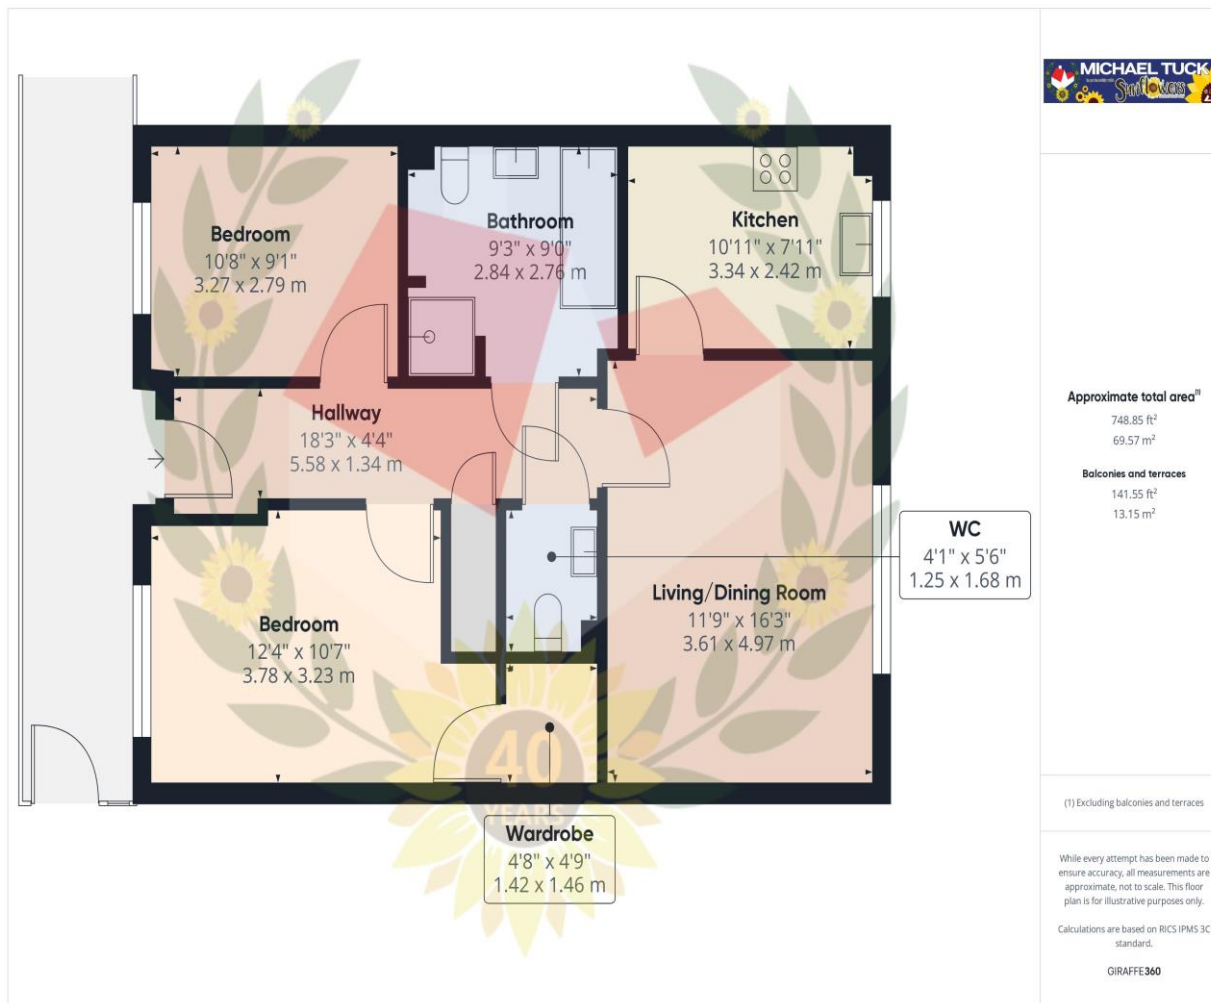 MICHAEL TUCK
Sunflowers
Bedroom
10'8" x 9'1"
3.27 x 2.79 m
Bathroom
9'3" x 9'0"
2.84 x 2.76 m
Kitchen
10'11" x 7'11"
3.34 x 2.42 m
Hallway
18'3" x 4'4"
5.58 x 1.34 m
Approximate total area(1)
748.85 ft²
69.57 m²
Balconies and terraces
141.55 ft²
13.15 m²
WC
4'1" x 5'6"
1.25 x 1.68 m
Living/Dining Room
11'9" x 16'3"
3.61 x 4.97 m
Bedroom
12'4" x 10'7"
3.78 x 3.23 m
40
YEARS
Wardrobe
4'8" x 4'9"
1.42 x 1.46 m
(1) Excluding balconies and terraces
While every attempt has been made to
ensure accuracy, all measurements are
approximate, not to scale. This floor
plan is for illustrative purposes only.
Calculations are based on RICS IPMS 3C
standard.
GIRAFFE360